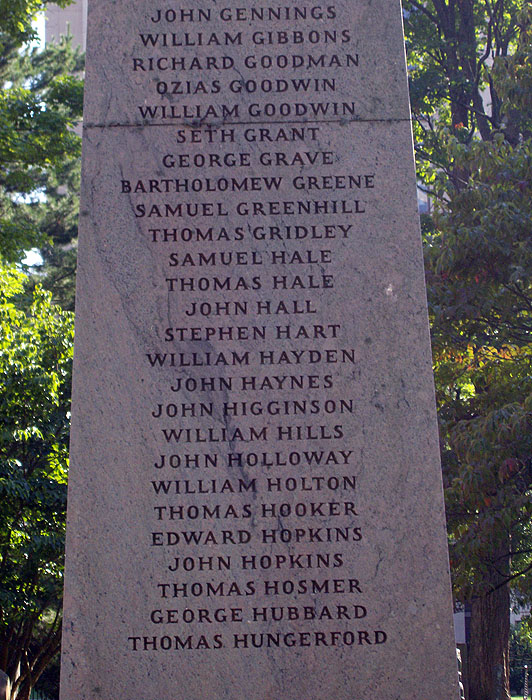 JOHN GENNINGS
WILLIAM GIBBONS
RICHARD GOODMAN
OZIAS GOODWIN
WILLIAM GOODWIN
SETH GRANT
GEORGE GRAVE
BARTHOLOMEW GREENE
SAMUEL GREENHILL
THOMAS GRIDLEY
SAMUEL HALE
THOMAS HALE
JOHN HALL
STEPHEN HART
WILLIAM HAYDEN
JOHN HAYNES
JOHN HIGGINSON
WILLIAM HILLS
JOHN HOLLOWAY
WILLIAM HOLTON
THOMAS HOOKER
EDWARD HOPKINS
JOHN HOPKINS
THOMAS HOSMER
GEORGE HUBBARD
THOMAS HUNGERFORD